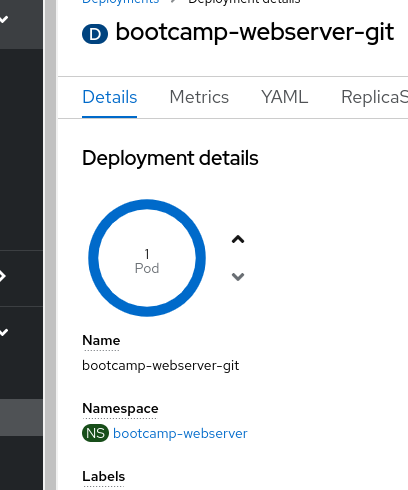 Deployments > Deployment details
D bootcamp-webserver-git
Details Metrics YAML ReplicaS
Deployment details
1
Pod
Name
bootcamp-webserver-git
Namespace
NS bootcamp-webserver
Labels